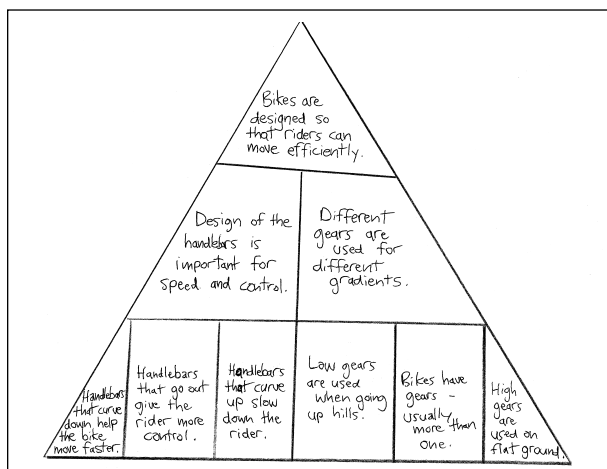 Bikes are
designed so
that riders can
move efficiently.
Design of the
handlebars is
important for
speed and control.
Different
gears are
used for
different
gradients.
Handlebars
that curve
down help
the bike
move faster.
Handlebars
that go out
give the
rider more
control.
Handlebars
that curve
up slow
down the
rider.
Low gears
are used
when going
up hills.
Bikes have
gears -
usually
more than
one.
High
gears
are
used on
flat ground.